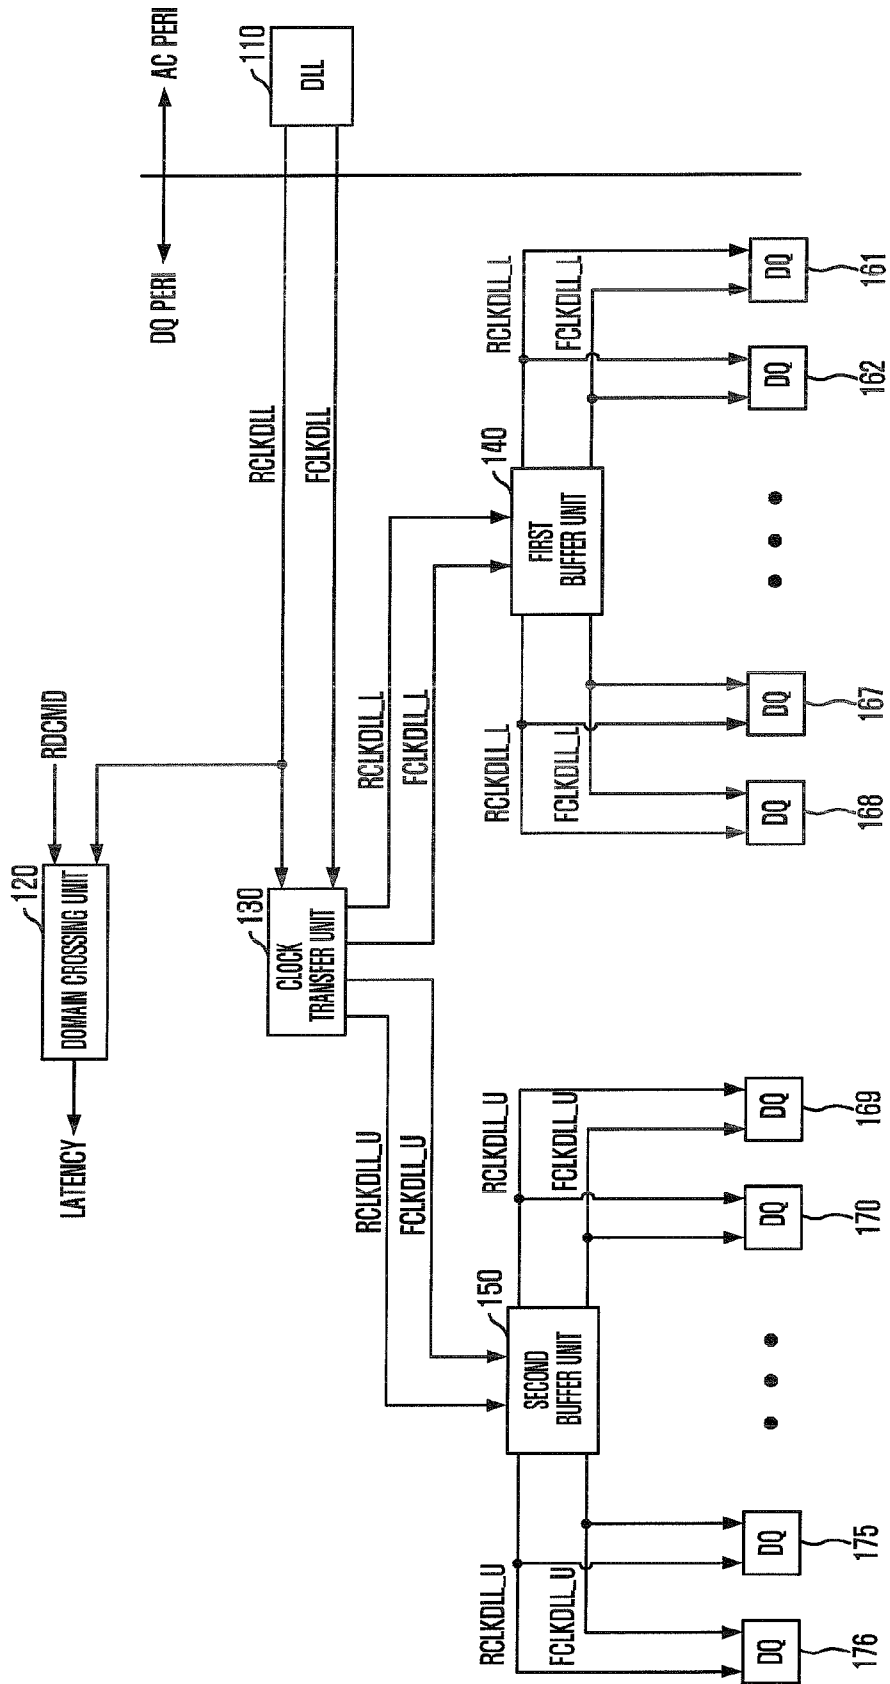 DQ PERI
AC PERI
110
DLL
RCLKDLL
FCLKDLL
RDCMD
120
DOMAIN CROSSING UNIT
LATENCY
130
CLOCK
TRANSFER UNIT
RCLKDLL_U
FCLKDLL_U
RCLKDLL_L
FCLKDLL_L
150
SECOND
BUFFER UNIT
RCLKDLL_U
FCLKDLL_U
RCLKDLL_U
FCLKDLL_U
140
FIRST
BUFFER UNIT
RCLKDLL_L
FCLKDLL_L
RCLKDLL_L
FCLKDLL_L
DQ
DQ
DQ
DQ
DQ
DQ
DQ
DQ
176
175
170
169
168
167
162
161